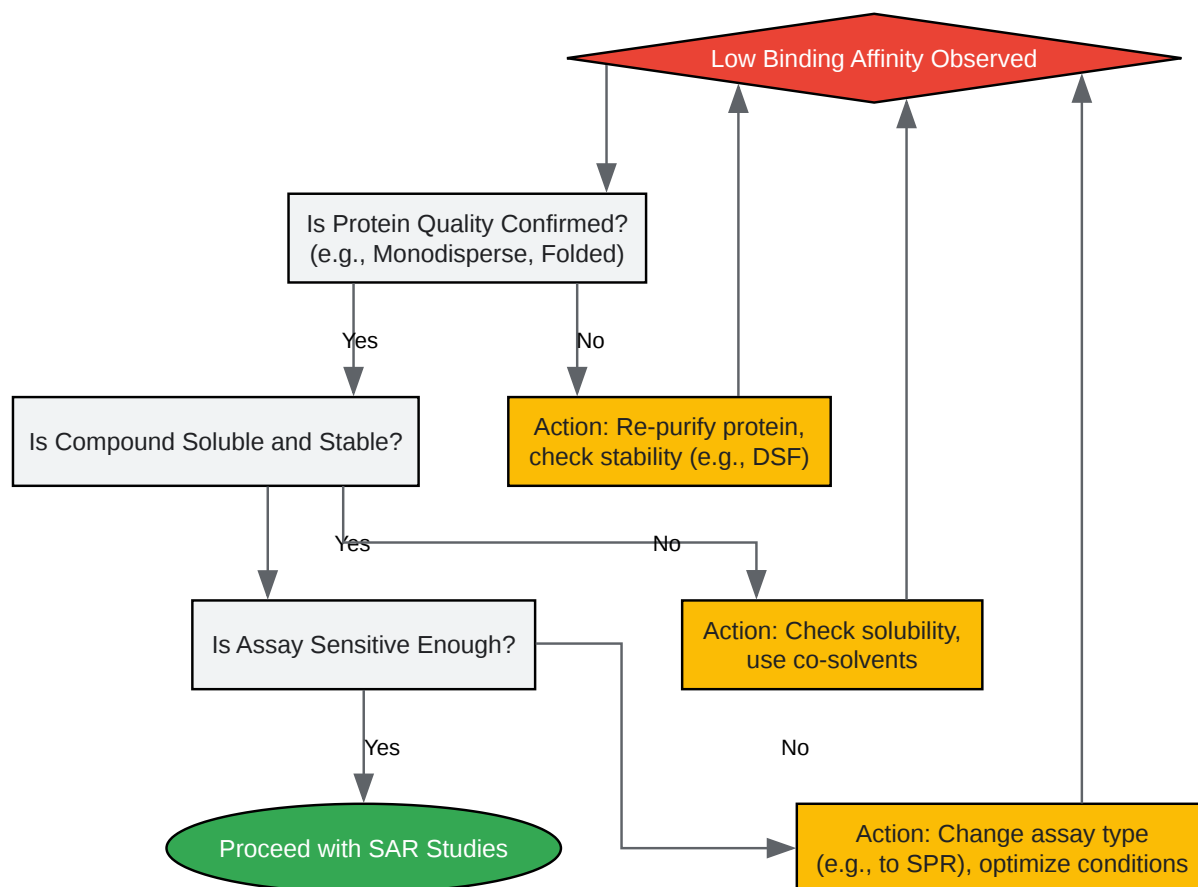 Low Binding Affinity Observed
Is Protein Quality Confirmed?
(e.g., Monodisperse, Folded)
Yes
No
Is Compound Soluble and Stable?
Action: Re-purify protein,
check stability (e.g., DSF)
Yes
No
Is Assay Sensitive Enough?
Action: Check solubility,
use co-solvents
Yes
No
Proceed with SAR Studies
Action: Change assay type
(e.g., to SPR), optimize conditions